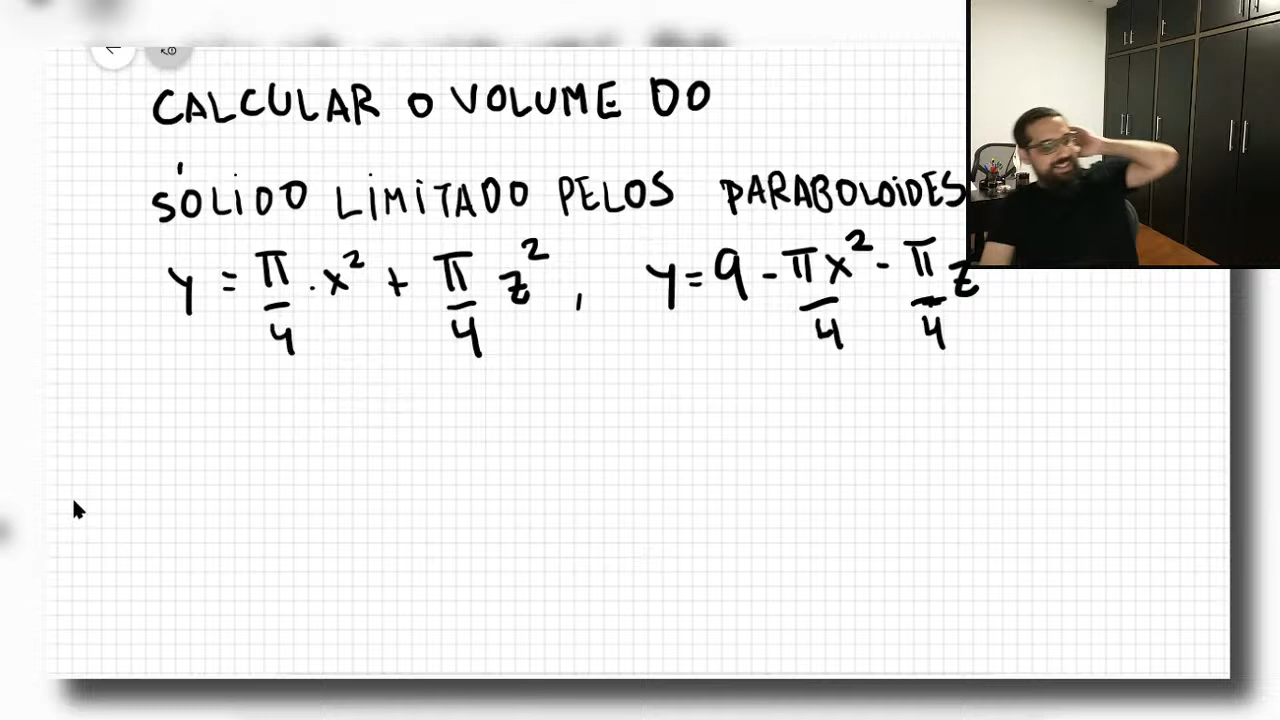 CALCULAR O VOLUME DO
SÓLIDO LIMITADO PELOS PARABOLOIDES
y = π/4 · x² + π/4 z² , y = 9 - π/4 x² - π/4 z